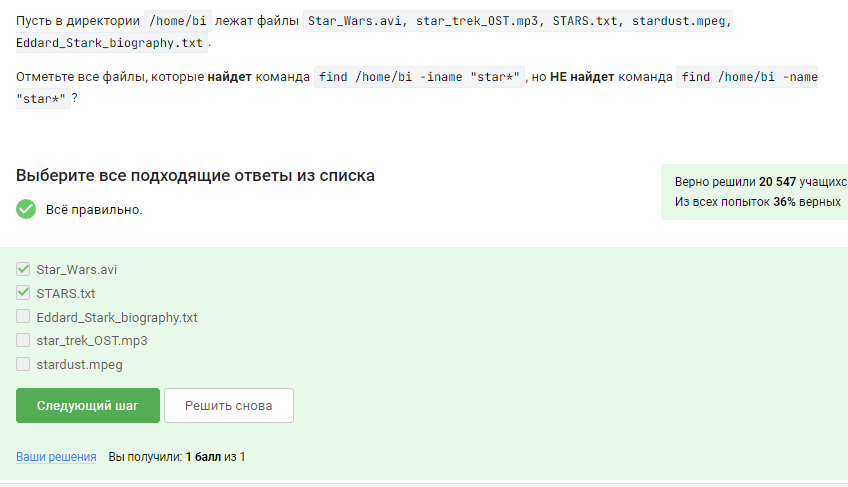 Пусть в директории /home/bi лежат файлы Star_Wars.avi, star_trek_OST.mp3, STARS.txt, stardust.mpeg,
Eddard_Stark_biography.txt.
Отметьте все файлы, которые найдет команда find /home/bi -iname "star*", но НЕ найдет команда find /home/bi -name
"star*"?
Выберите все подходящие ответы из списка
Всё правильно.
Верно решили 20 547 учащихс
Из всех попыток 36% верных
Star_Wars.avi
STARS.txt
Eddard_Stark_biography.txt
star_trek_OST.mp3
stardust.mpeg
Следующий шаг Решить снова
Ваши решения Вы получили: 1 балл из 1